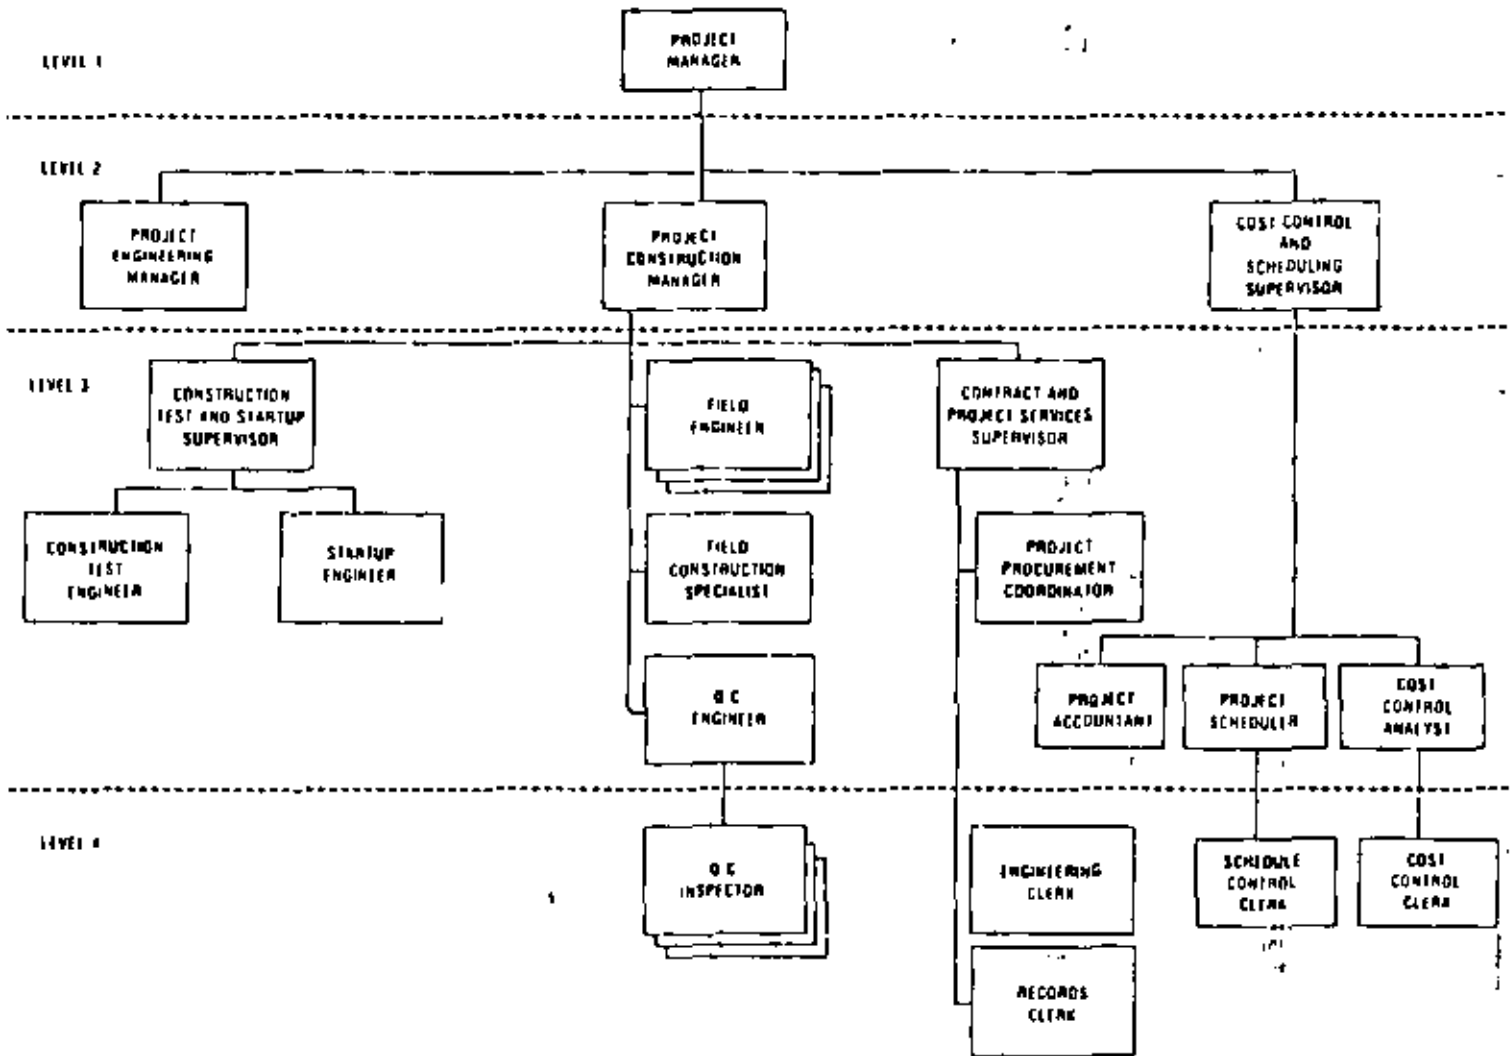 LEVEL 1
PROJECT
MANAGER
LEVEL 2
PROJECT
ENGINEERING
MANAGER
PROJECT
CONSTRUCTION
MANAGER
COST CONTROL
AND
SCHEDULING
SUPERVISOR
LEVEL 3
CONSTRUCTION
TEST AND STARTUP
SUPERVISOR
FIELD
ENGINEER
CONTRACT AND
PROJECT SERVICES
SUPERVISOR
CONSTRUCTION
TEST
ENGINEER
STARTUP
ENGINEER
FIELD
CONSTRUCTION
SPECIALIST
PROJECT
PROCUREMENT
COORDINATOR
Q C
ENGINEER
PROJECT
ACCOUNTANT
PROJECT
SCHEDULER
COST
CONTROL
ANALYST
LEVEL 4
Q C
INSPECTOR
ENGINEERING
CLERK
SCHEDULE
CONTROL
CLERK
COST
CONTROL
CLERK
RECORDS
CLERK